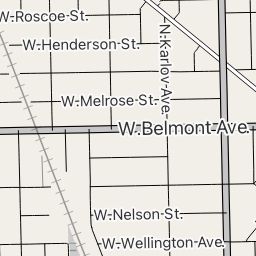 W. Roscoe St.
W. Henderson St.
N. Karlov Ave.
W. Melrose St.
W. Belmont Ave.
W. Nelson St.
W. Wellington Ave.